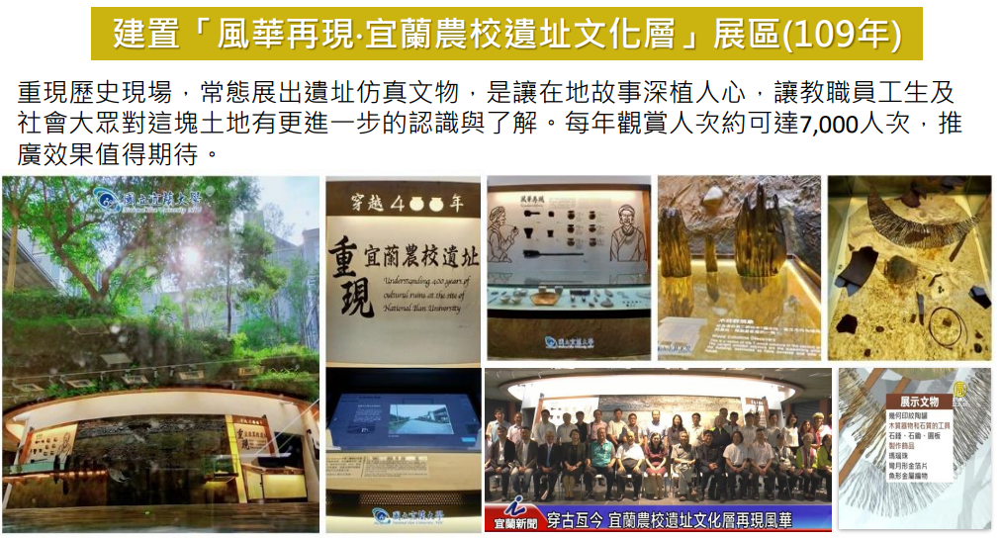 建置「風華再現‧宜蘭農校遺址文化層」展區(109年)
重現歷史現場，常態展出遺址仿真文物，是讓在地故事深植人心，讓教職員工生及
社會大眾對這塊土地有更進一步的認識與了解。每年觀賞人次約可達7,000人次，推
廣效果值得期待。
國立宜蘭大學
穿越400年
重現
宜蘭農校遺址
Understanding 400 years of
cultural ruins at the site of
National Ilan University
國立宜蘭大學
風華再現
國立宜蘭大學
宜蘭新聞
穿古亙今 宜蘭農校遺址文化層再現風華
展示文物
幾何印紋陶罐
木質器物和石質的工具
石錘、石鋤、圓板
製作飾品
瑪瑙珠
彎月形金箔片
魚形金屬編物